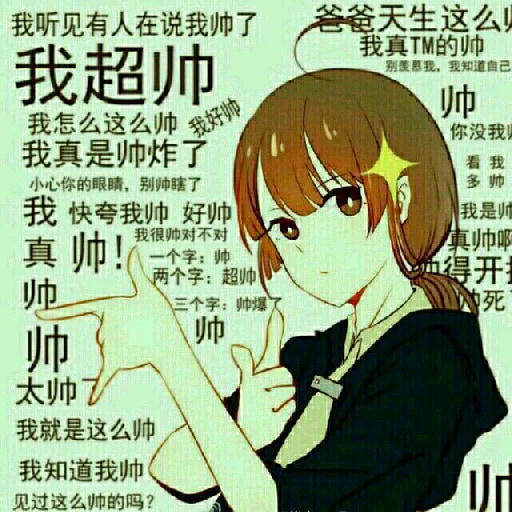 我听见有人在说我帅了
我超帅
我怎么这么帅
我好帅
我真是帅炸了
小心你的眼睛，别帅瞎了
我
真
帅
快夸我帅
好帅
帅！
我很帅对不对
一个字：帅
两个字：超帅
三个字：帅爆了
帅
帅
太帅了
我就是这么帅
我知道我帅
见过这么帅的吗？
爸爸天生这么帅
我真TM的帅
别羡慕我，我知道自己
帅
你没我帅
看 我
多 帅
我是帅
真帅啊
帅得开挂
死了
帅